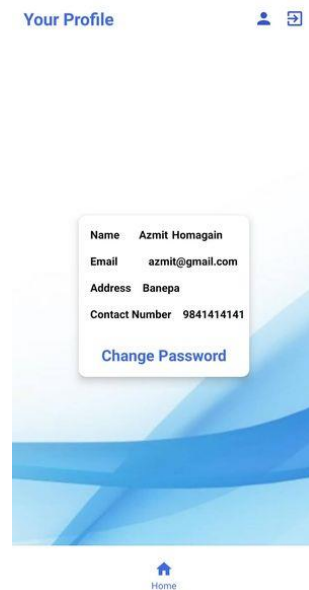 Your Profile
Name Azmit Homagain
Email azmit@gmail.com
Address Banepa
Contact Number 9841414141
Change Password
Home